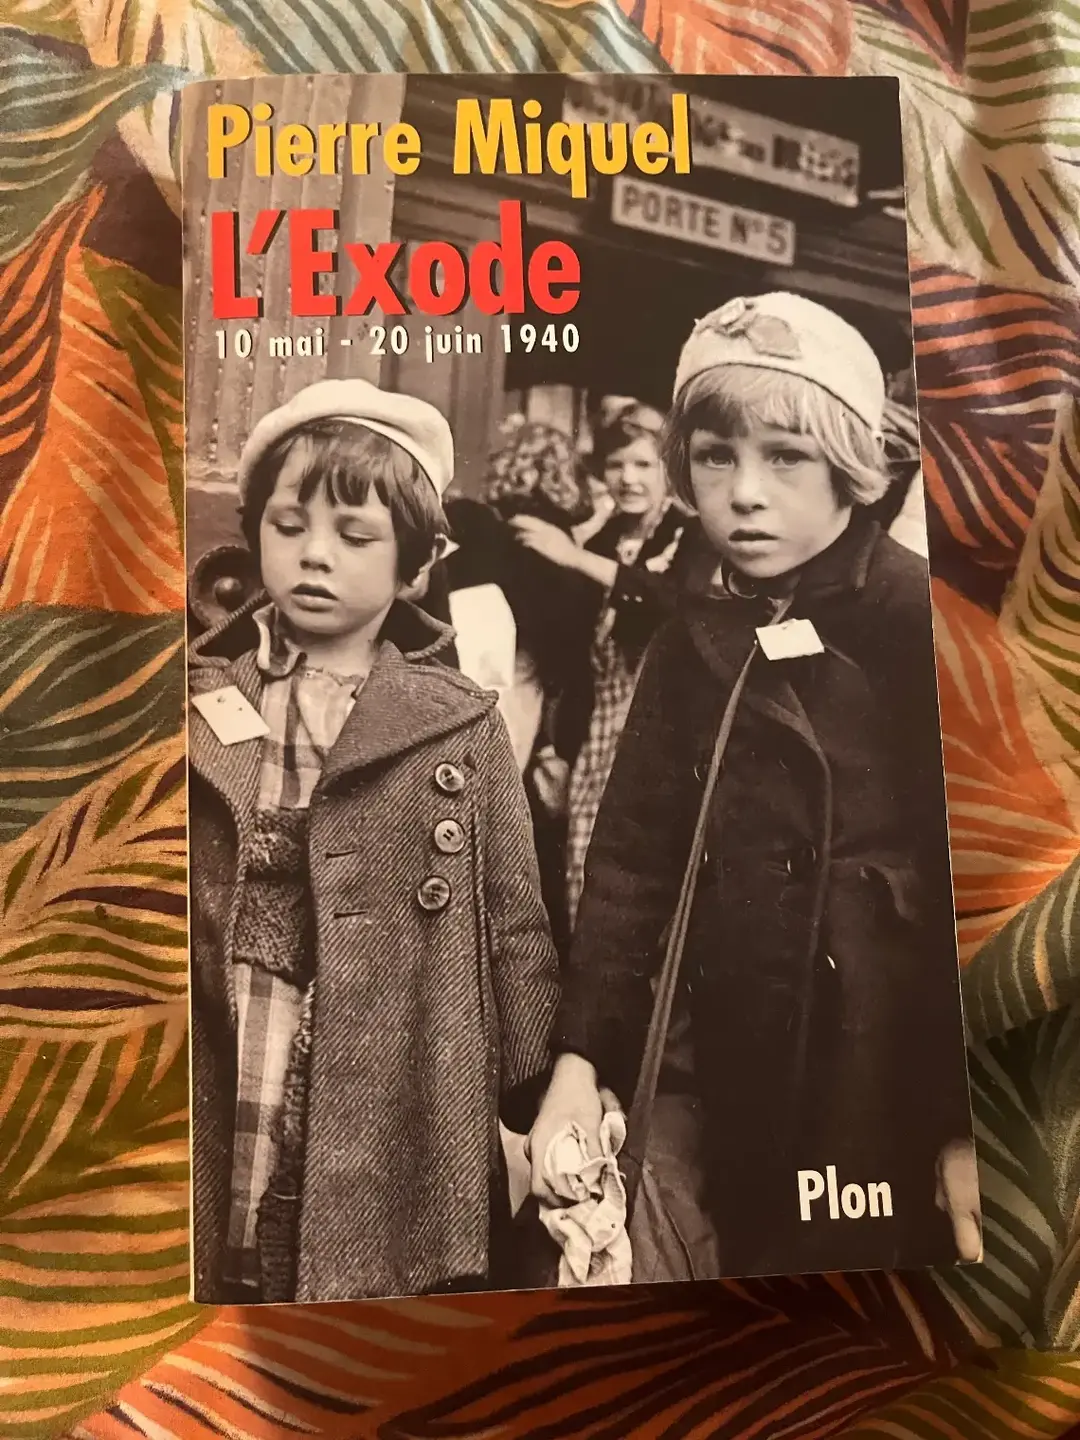 Pierre Miquel
L'Exode
10 mai - 20 juin 1940
PORTE N°5
Plon